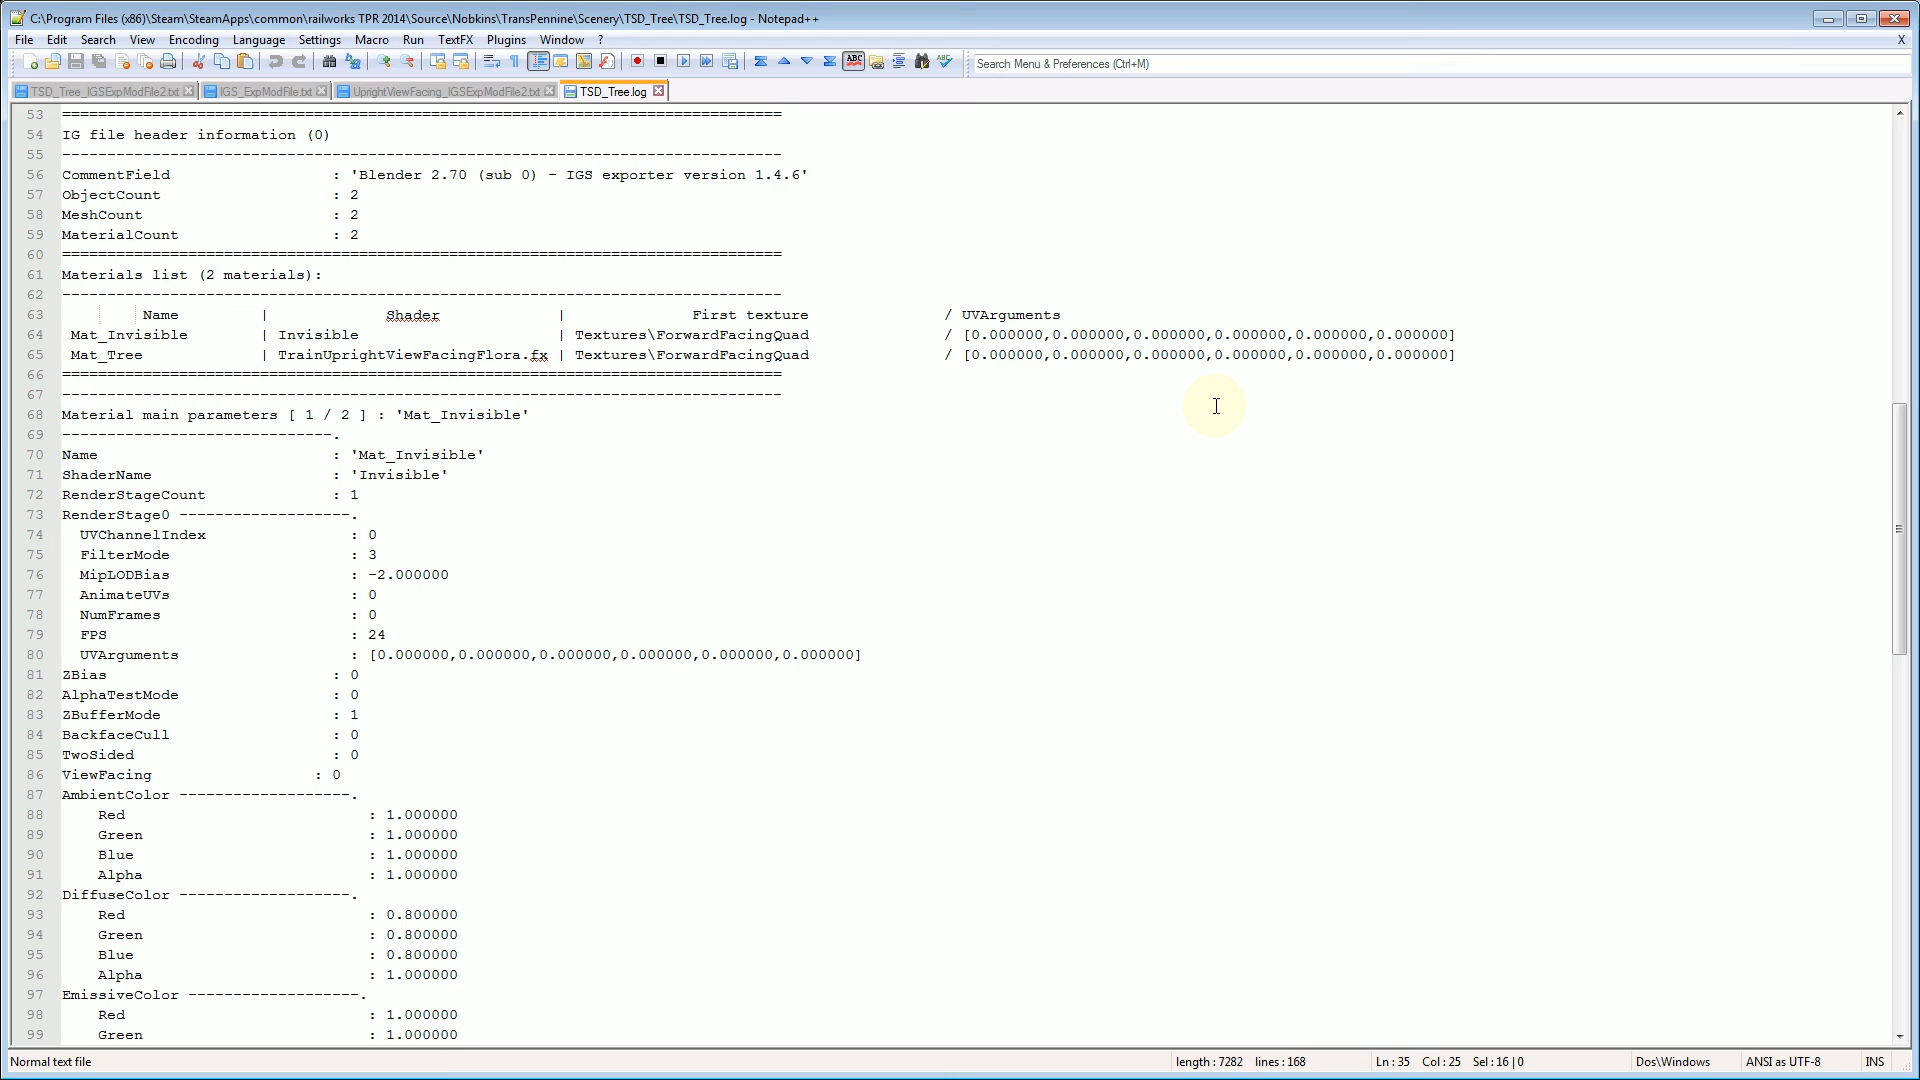 C:\Program Files (x86)\Steam\SteamApps\common\railworks TPR 2014\Source\Nobkins\TransPennine\Scenery\TSD_Tree\TSD_Tree.log - Notepad++
File Edit Search View Encoding Language Settings Macro Run TextFX Plugins Window ? X
Search Menu & Preferences (Ctrl+M)
TSD_Tree_IGSExpModFile2.txt IGS_ExpModFile.txt UprightViewFacing_IGSExpModFile2.txt TSD_Tree.log
53 ================================================================================
54 IG file header information (0)
55 --------------------------------------------------------------------------------
56 CommentField : 'Blender 2.70 (sub 0) - IGS exporter version 1.4.6'
57 ObjectCount : 2
58 MeshCount : 2
59 MaterialCount : 2
60 ================================================================================
61 Materials list (2 materials):
62 --------------------------------------------------------------------------------
63 Name | Shader | First texture / UVArguments
64 Mat_Invisible | Invisible | Textures\ForwardFacingQuad / [0.000000,0.000000,0.000000,0.000000,0.000000,0.000000]
65 Mat_Tree | TrainUprightViewFacingFlora.fx | Textures\ForwardFacingQuad / [0.000000,0.000000,0.000000,0.000000,0.000000,0.000000]
66 ================================================================================
67 --------------------------------------------------------------------------------
68 Material main parameters [ 1 / 2 ] : 'Mat_Invisible'
69 ------------------------------.
70 Name : 'Mat_Invisible'
71 ShaderName : 'Invisible'
72 RenderStageCount : 1
73 RenderStage0 -------------------.
74 UVChannelIndex : 0
75 FilterMode : 3
76 MipLODBias : -2.000000
77 AnimateUVs : 0
78 NumFrames : 0
79 FPS : 24
80 UVArguments : [0.000000,0.000000,0.000000,0.000000,0.000000,0.000000]
81 ZBias : 0
82 AlphaTestMode : 0
83 ZBufferMode : 1
84 BackfaceCull : 0
85 TwoSided : 0
86 ViewFacing : 0
87 AmbientColor -------------------.
88 Red : 1.000000
89 Green : 1.000000
90 Blue : 1.000000
91 Alpha : 1.000000
92 DiffuseColor -------------------.
93 Red : 0.800000
94 Green : 0.800000
95 Blue : 0.800000
96 Alpha : 1.000000
97 EmissiveColor -------------------.
98 Red : 1.000000
99 Green : 1.000000
Normal text file length : 7282 lines : 168 Ln : 35 Col : 25 Sel : 16 | 0 Dos\Windows ANSI as UTF-8 INS